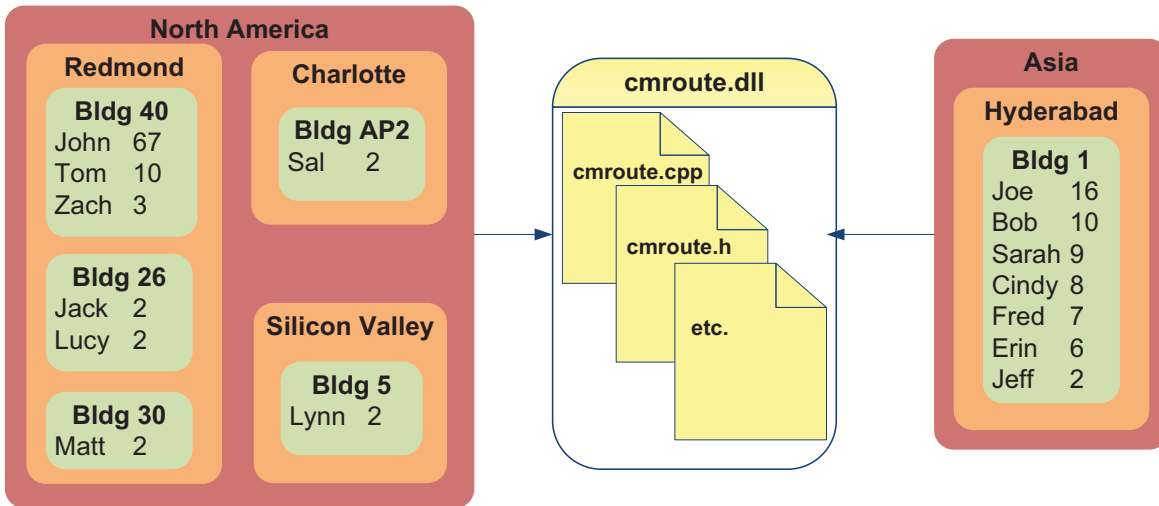 North America
Redmond
Bldg 40
John 67
Tom 10
Zach 3
Bldg 26
Jack 2
Lucy 2
Bldg 30
Matt 2
Charlotte
Bldg AP2
Sal 2
Silicon Valley
Bldg 5
Lynn 2
cmroute.dll
cmroute.cpp
cmroute.h
etc.
Asia
Hyderabad
Bldg 1
Joe 16
Bob 10
Sarah 9
Cindy 8
Fred 7
Erin 6
Jeff 2